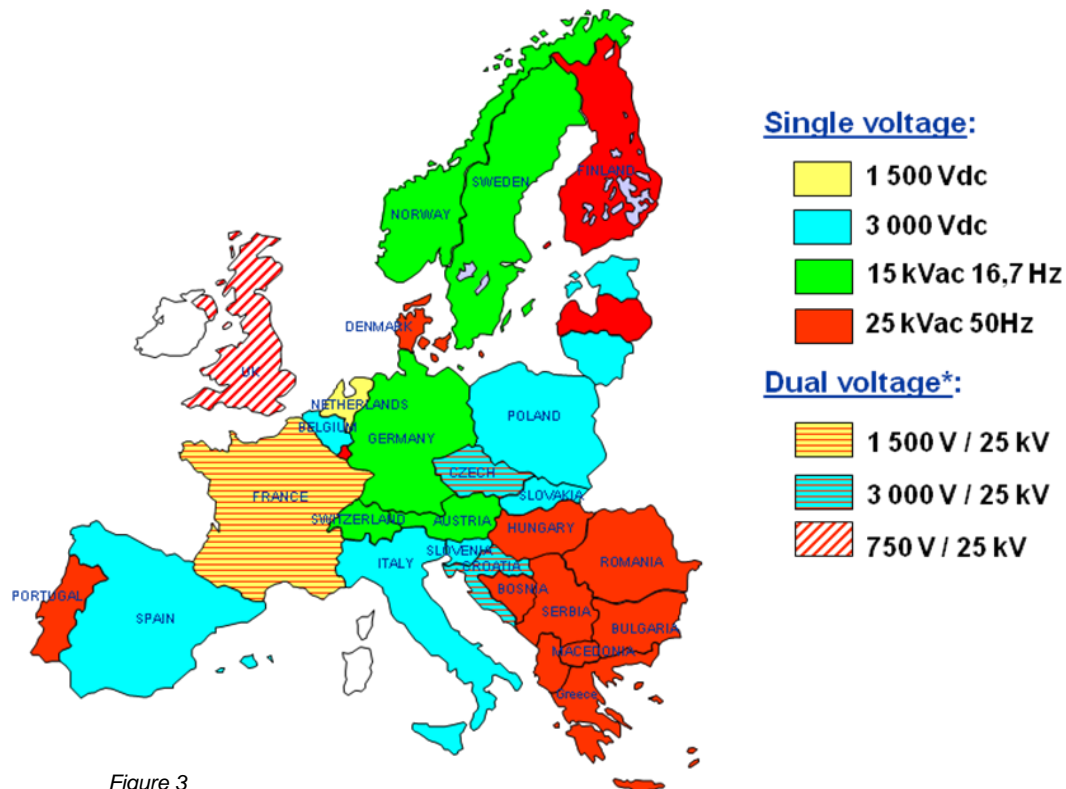 Single voltage:
1 500 Vdc
3 000 Vdc
15 kVac 16,7 Hz
25 kVac 50Hz
Dual voltage*:
1 500 V / 25 kV
3 000 V / 25 kV
750 V / 25 kV
FINLAND
SWEDEN
NORWAY
DENMARK
UK
NETHERLANDS
BELGIUM
POLAND
GERMANY
CZECH
FRANCE
SLOVAKIA
SWITZERLAND
AUSTRIA
HUNGARY
SLOVENIA
ITALY
CROATIA
ROMANIA
BOSNIA
PORTUGAL
SPAIN
SERBIA
BULGARIA
MACEDONIA
Greece
Figure 3